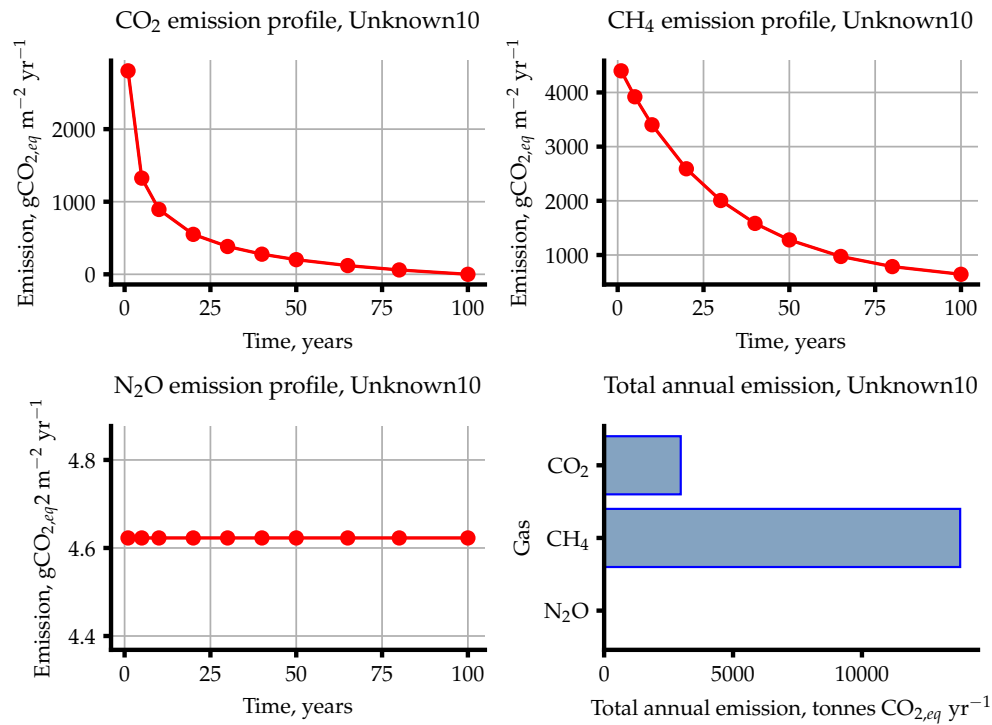 CO₂ emission profile, Unknown10
Emission, gCO₂,eq m⁻² yr⁻¹
2000
1000
0
0 25 50 75 100
Time, years
CH₄ emission profile, Unknown10
Emission, gCO₂,eq m⁻² yr⁻¹
4000
3000
2000
1000
0 25 50 75 100
Time, years
N₂O emission profile, Unknown10
Emission, gCO₂,eq2 m⁻² yr⁻¹
4.8
4.6
4.4
0 25 50 75 100
Time, years
Total annual emission, Unknown10
Gas
CO₂
CH₄
N₂O
0 5000 10000
Total annual emission, tonnes CO₂,eq yr⁻¹